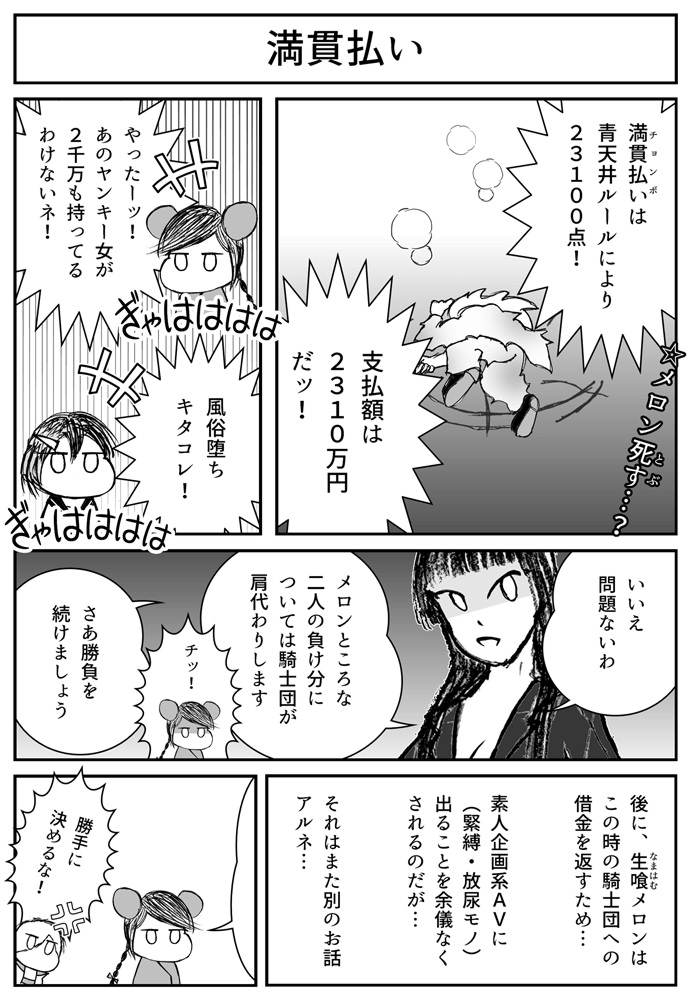 満貫払い
満貫払いは
チョンボ
青天井ルールにより
23100点！
支払額は
2310万円
だッ！
☆メロン死す…？
とぶ
やったーッ！
あのヤンキー女が
2千万も持ってる
わけないネ！
ぎゃはははは
風俗堕ち
キタコレ！
ぎゃはははは
いいえ
問題ないわ
メロンところな
二人の負け分に
ついては騎士団が
肩代わりします
チッ！
さあ勝負を
続けましょう
後に、生喰メロンは
なまはむ
この時の騎士団への
借金を返すため…
素人企画系AVに
（緊縛・放尿モノ）
出ることを余儀なく
されるのだが…
それはまた別のお話
アルネ…
勝手に
決めるな！